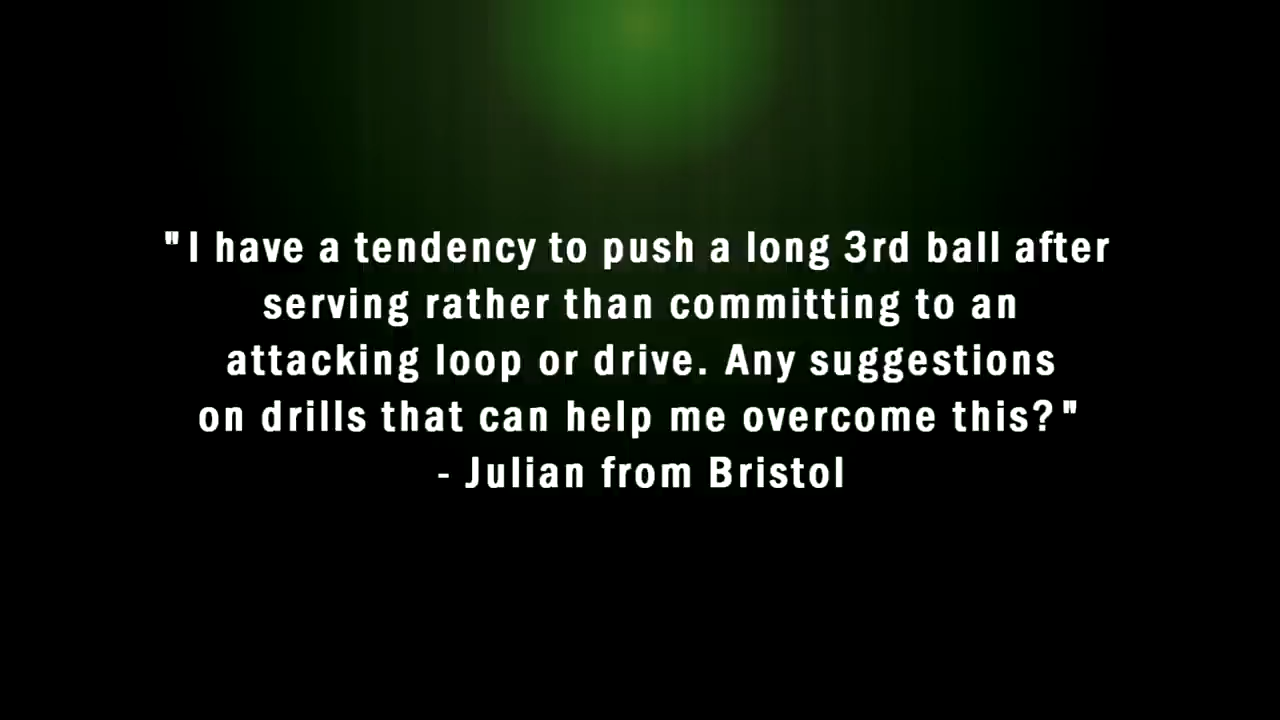 "I have a tendency to push a long 3rd ball after
serving rather than committing to an
attacking loop or drive. Any suggestions
on drills that can help me overcome this?"
- Julian from Bristol